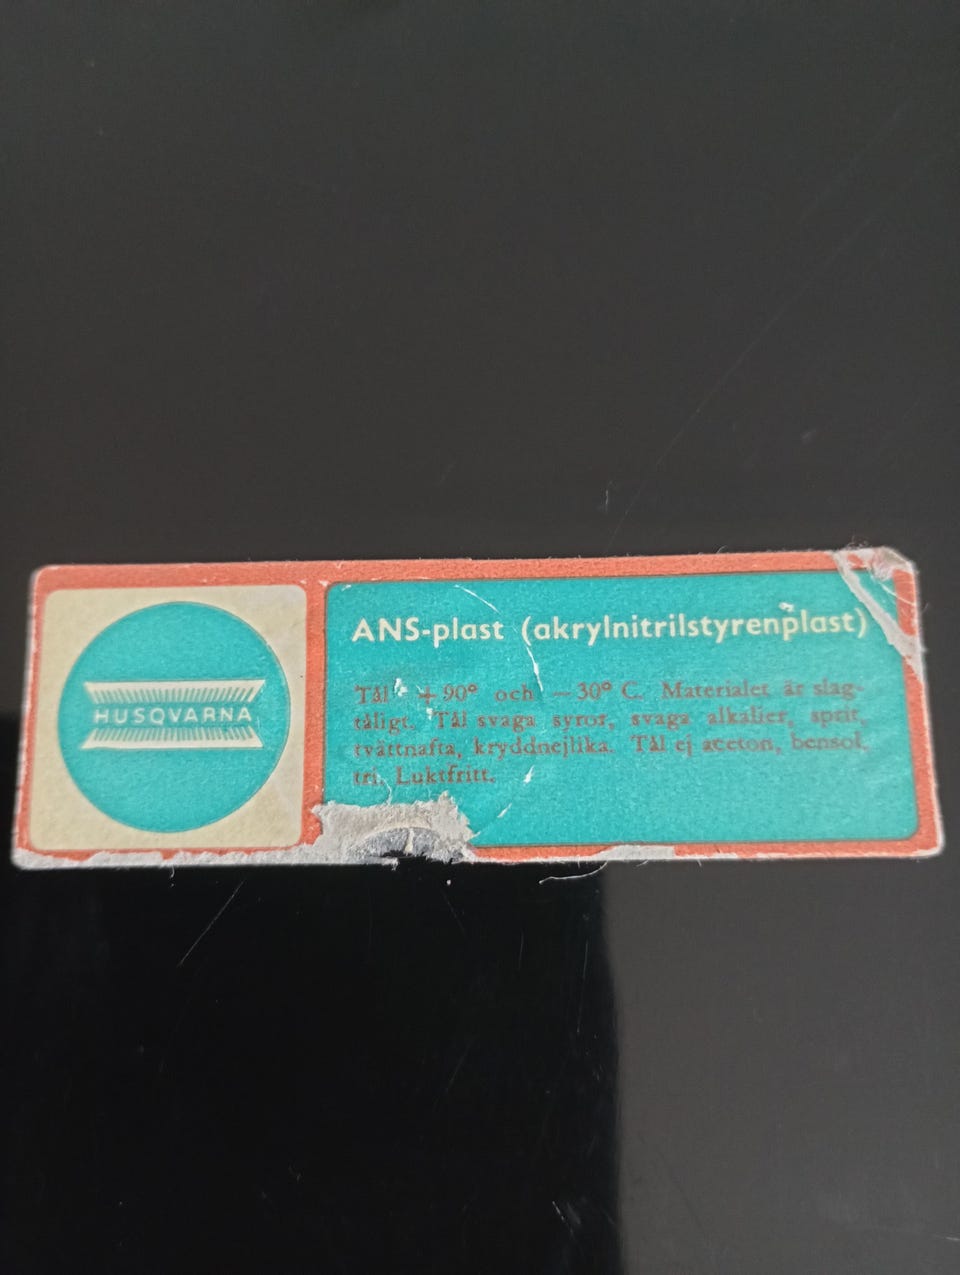 HUSQVARNA
ANS-plast (akrylnitrilstyrenplast)
Tål +90° och −30° C. Materialet är slag-
tåligt. Tål svaga syror, svaga alkalier, sprit,
tvättnafta, kryddnejlika. Tål ej aceton, bensol,
tri. Luktfritt.